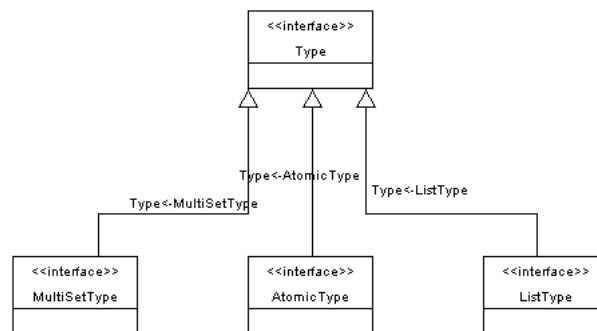 <<interface>>
Type
Type<-AtomicType
Type<-ListType
Type<-MultiSetType
<<interface>>
MultiSetType
<<interface>>
AtomicType
<<interface>>
ListType